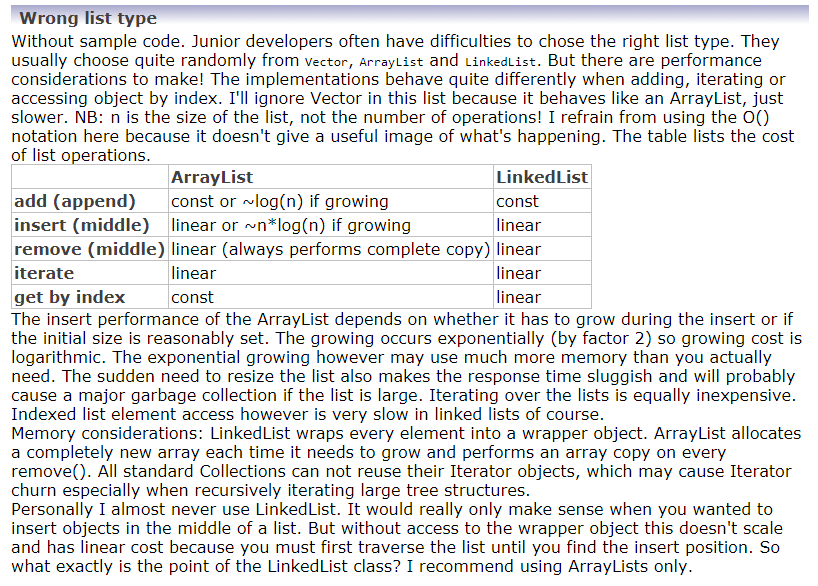 Wrong list type
Without sample code. Junior developers often have difficulties to chose the right list type. They
usually choose quite randomly from Vector, ArrayList and LinkedList. But there are performance
considerations to make! The implementations behave quite differently when adding, iterating or
accessing object by index. I'll ignore Vector in this list because it behaves like an ArrayList, just
slower. NB: n is the size of the list, not the number of operations! I refrain from using the O()
notation here because it doesn't give a useful image of what's happening. The table lists the cost
of list operations.
ArrayList LinkedList
add (append) const or ~log(n) if growing const
insert (middle) linear or ~n*log(n) if growing linear
remove (middle) linear (always performs complete copy) linear
iterate linear linear
get by index const linear
The insert performance of the ArrayList depends on whether it has to grow during the insert or if
the initial size is reasonably set. The growing occurs exponentially (by factor 2) so growing cost is
logarithmic. The exponential growing however may use much more memory than you actually
need. The sudden need to resize the list also makes the response time sluggish and will probably
cause a major garbage collection if the list is large. Iterating over the lists is equally inexpensive.
Indexed list element access however is very slow in linked lists of course.
Memory considerations: LinkedList wraps every element into a wrapper object. ArrayList allocates
a completely new array each time it needs to grow and performs an array copy on every
remove(). All standard Collections can not reuse their Iterator objects, which may cause Iterator
churn especially when recursively iterating large tree structures.
Personally I almost never use LinkedList. It would really only make sense when you wanted to
insert objects in the middle of a list. But without access to the wrapper object this doesn't scale
and has linear cost because you must first traverse the list until you find the insert position. So
what exactly is the point of the LinkedList class? I recommend using ArrayLists only.